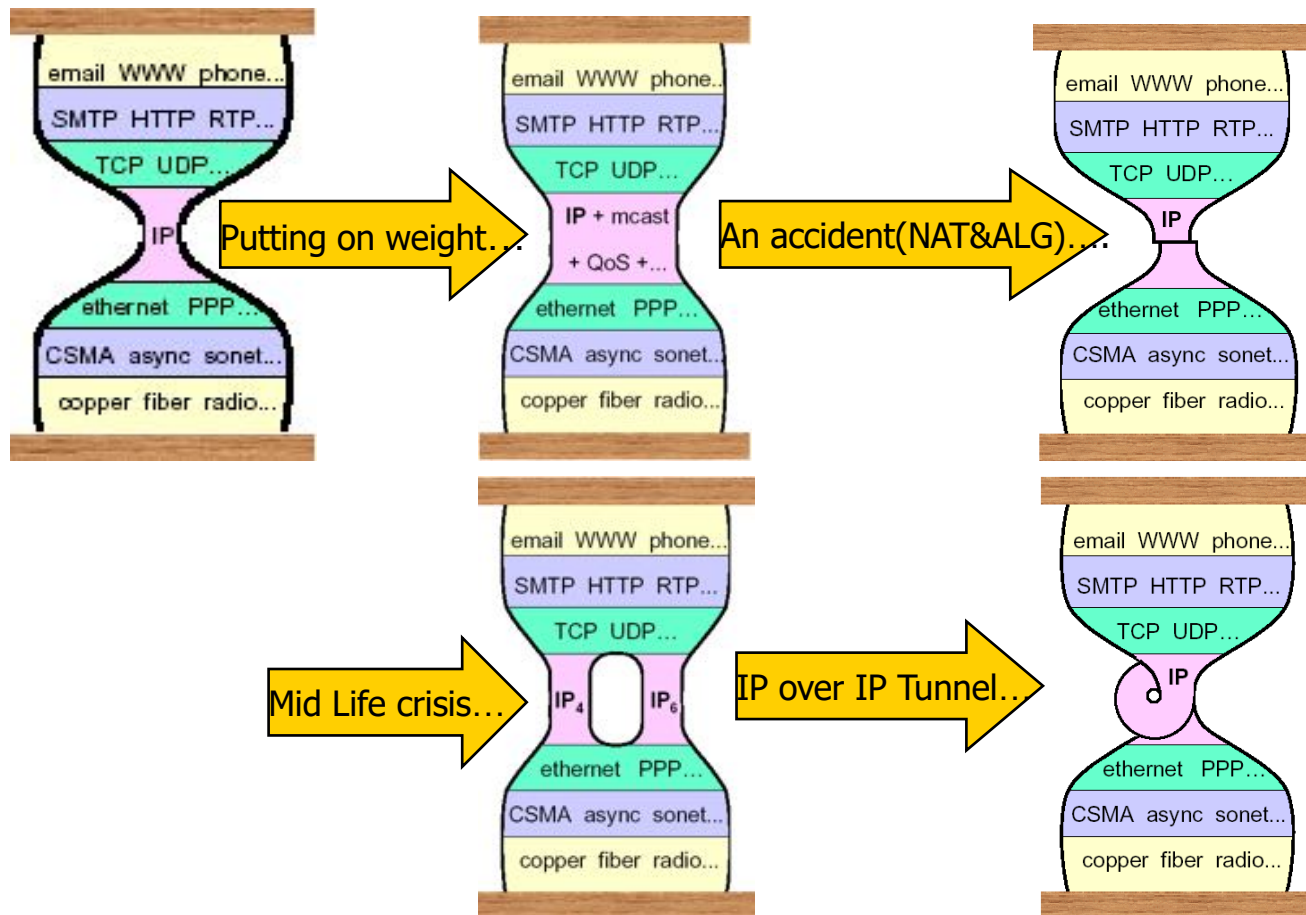 email WWW phone...
SMTP HTTP RTP...
TCP UDP…
IP
ethernet PPP…
CSMA async sonet...
copper fiber radio...
Putting on weight…
email WWW phone...
SMTP HTTP RTP...
TCP UDP…
IP + mcast
+ QoS +...
ethernet PPP…
CSMA async sonet...
copper fiber radio...
An accident(NAT&ALG)….
email WWW phone...
SMTP HTTP RTP...
TCP UDP…
IP
ethernet PPP…
CSMA async sonet...
copper fiber radio...
Mid Life crisis…
email WWW phone...
SMTP HTTP RTP...
TCP UDP…
IP4 IP6
ethernet PPP…
CSMA async sonet...
copper fiber radio...
IP over IP Tunnel…
email WWW phone...
SMTP HTTP RTP...
TCP UDP…
IP
ethernet PPP…
CSMA async sonet...
copper fiber radio...